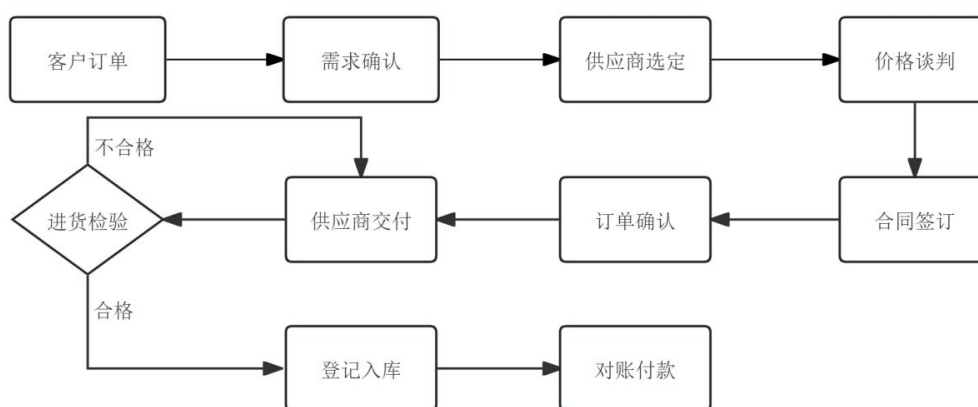 客户订单
需求确认
供应商选定
价格谈判
不合格
进货检验
供应商交付
订单确认
合同签订
合格
登记入库
对账付款